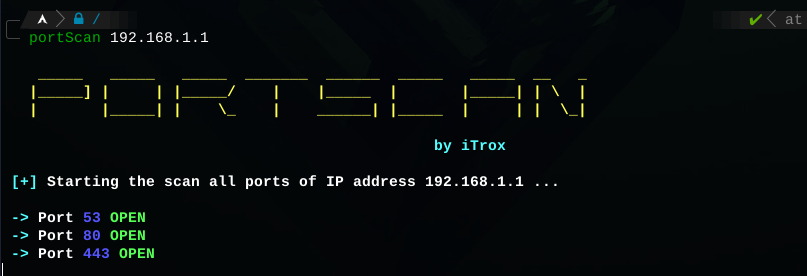 / at
portScan 192.168.1.1
PORTSCAN
by iTrox
[+] Starting the scan all ports of IP address 192.168.1.1 ...
-> Port 53 OPEN
-> Port 80 OPEN
-> Port 443 OPEN